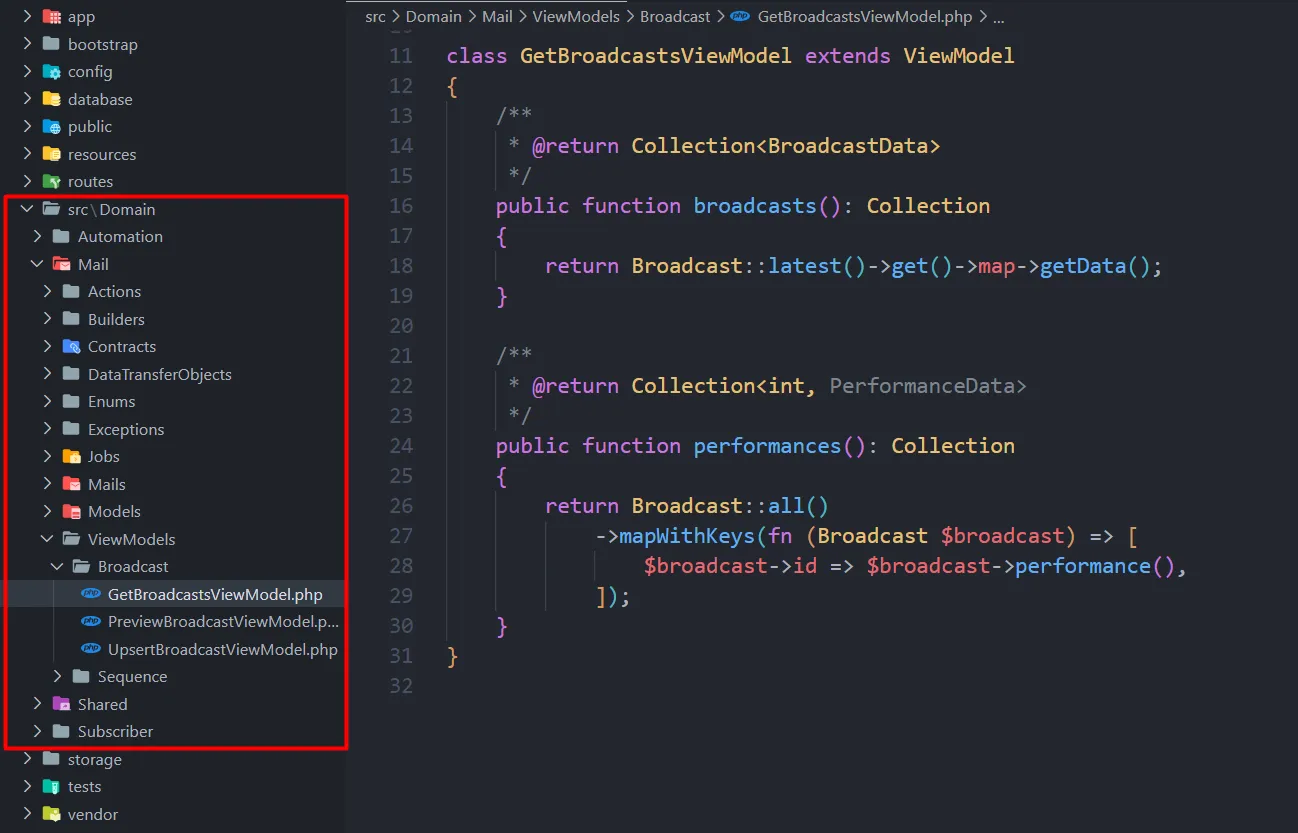 app
bootstrap
config
database
public
resources
routes
src\Domain
Automation
Mail
Actions
Builders
Contracts
DataTransferObjects
Enums
Exceptions
Jobs
Mails
Models
ViewModels
Broadcast
php GetBroadcastsViewModel.php
php PreviewBroadcastViewModel.p...
php UpsertBroadcastViewModel.php
Sequence
Shared
Subscriber
storage
tests
vendor
src > Domain > Mail > ViewModels > Broadcast > php GetBroadcastsViewModel.php > ...
11 class GetBroadcastsViewModel extends ViewModel
12 {
13 /**
14 * @return Collection<BroadcastData>
15 */
16 public function broadcasts(): Collection
17 {
18 return Broadcast::latest()->get()->map->getData();
19 }
20
21 /**
22 * @return Collection<int, PerformanceData>
23 */
24 public function performances(): Collection
25 {
26 return Broadcast::all()
27 ->mapWithKeys(fn (Broadcast $broadcast) => [
28 $broadcast->id => $broadcast->performance(),
29 ]);
30 }
31 }
32